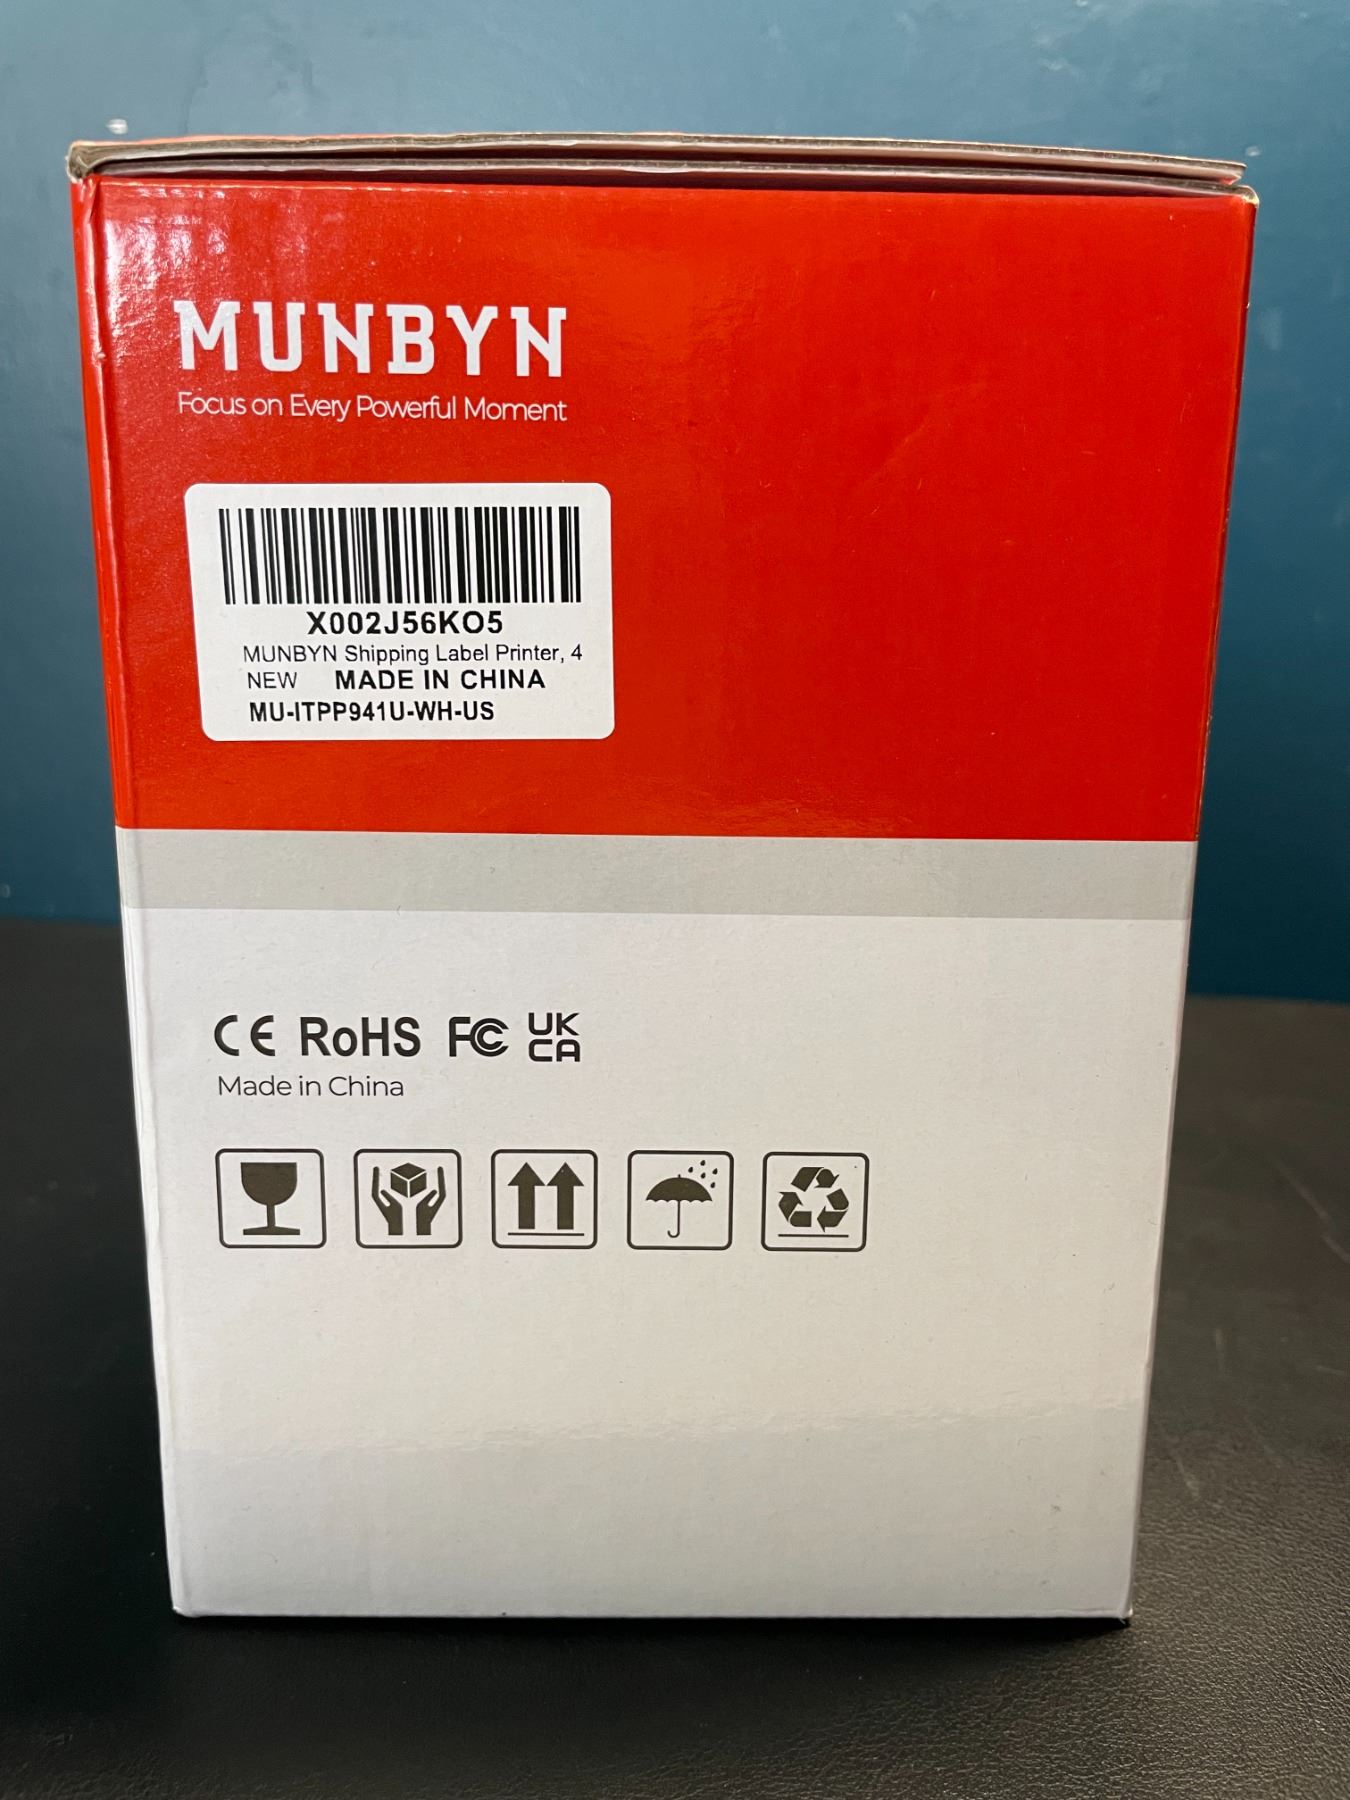 MUNBYN
Focus on Every Powerful Moment
X002J56KO5
MUNBYN Shipping Label Printer, 4
NEW MADE IN CHINA
MU-ITPP941U-WH-US
CE RoHS FC UK
CA
Made in China